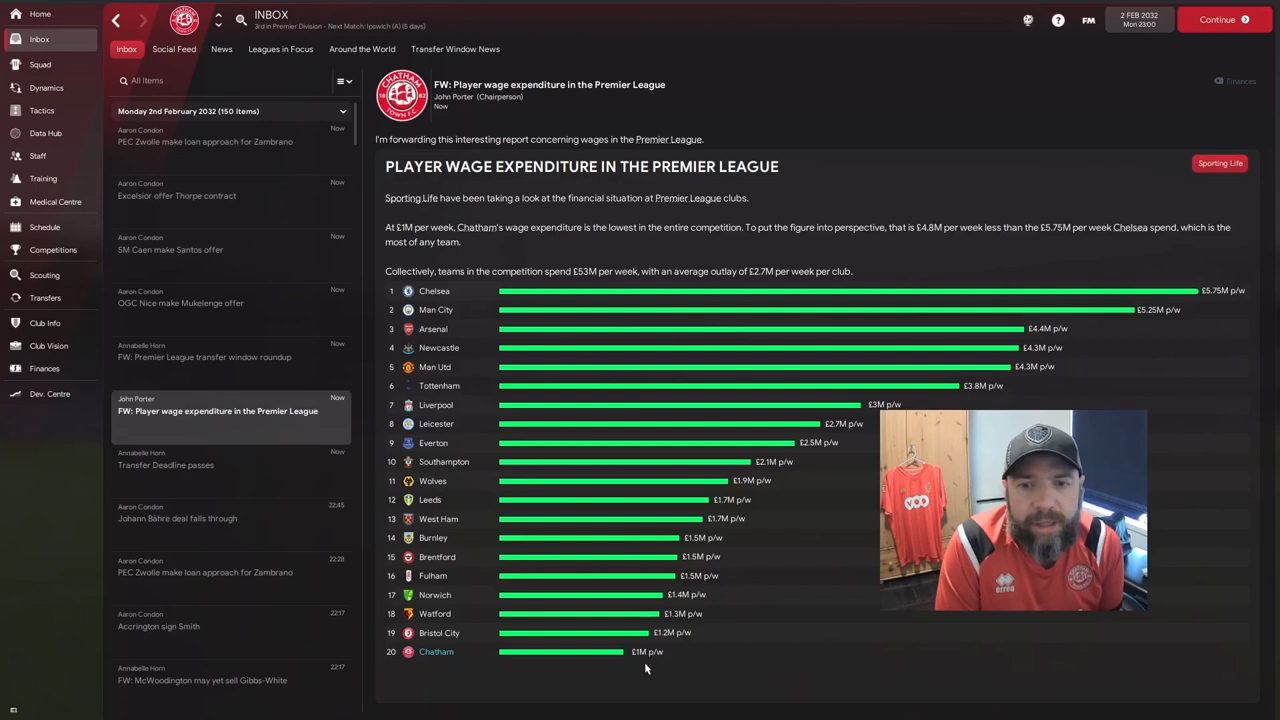 Home
Inbox
Squad
Dynamics
Tactics
Data Hub
Staff
Training
Medical Centre
Schedule
Competitions
Scouting
Transfers
Club Info
Club Vision
Finances
Dev. Centre
INBOX
3rd in Premier Division - Next Match: Ipswich (A) (5 days)
FM
2 FEB 2032
Mon 23:00
Continue
Inbox
Social Feed
News
Leagues in Focus
Around the World
Transfer Window News
All Items
Monday 2nd February 2032 (150 items)
Aaron Condon
Now
PEC Zwolle make loan approach for Zambrano
Aaron Condon
Now
Excelsior offer Thorpe contract
Aaron Condon
Now
SM Caen make Santos offer
Aaron Condon
Now
OGC Nice make Mukelenge offer
Annabelle Horn
Now
FW: Premier League transfer window roundup
John Porter
Now
FW: Player wage expenditure in the Premier League
Annabelle Horn
Now
Transfer Deadline passes
Aaron Condon
22:45
Johann Bähre deal falls through
Aaron Condon
22:28
PEC Zwolle make loan approach for Zambrano
Aaron Condon
22:17
Accrington sign Smith
Annabelle Horn
22:17
FW: McWoodington may yet sell Gibbs-White
CHATHAM
18 82
TOWN F.C.
FW: Player wage expenditure in the Premier League
John Porter (Chairperson)
Now
Finances
I'm forwarding this interesting report concerning wages in the Premier League.
PLAYER WAGE EXPENDITURE IN THE PREMIER LEAGUE
Sporting Life
Sporting Life have been taking a look at the financial situation at Premier League clubs.
At £1M per week, Chatham's wage expenditure is the lowest in the entire competition. To put the figure into perspective, that is £4.8M per week less than the £5.75M per week Chelsea spend, which is the
most of any team.
Collectively, teams in the competition spend £53M per week, with an average outlay of £2.7M per week per club.
1 Chelsea £5.75M p/w
2 Man City £5.25M p/w
3 Arsenal £4.4M p/w
4 Newcastle £4.3M p/w
5 Man Utd £4.3M p/w
6 Tottenham £3.8M p/w
7 Liverpool £3M p/w
8 Leicester £2.7M p/w
9 Everton £2.5M p/w
10 Southampton £2.1M p/w
11 Wolves £1.9M p/w
12 Leeds £1.7M p/w
13 West Ham £1.7M p/w
14 Burnley £1.5M p/w
15 Brentford £1.5M p/w
16 Fulham £1.5M p/w
17 Norwich £1.4M p/w
18 Watford £1.3M p/w
19 Bristol City £1.2M p/w
20 Chatham £1M p/w
VOO
errea